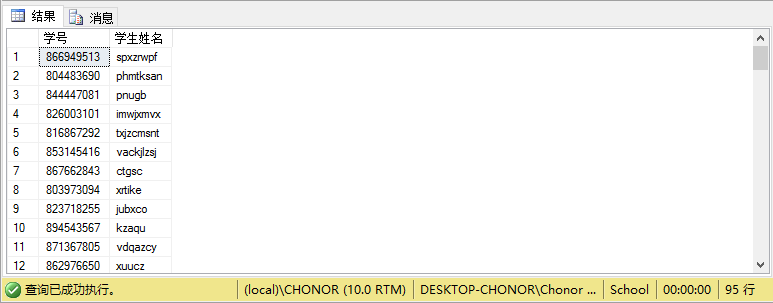 结果 消息
学号 学生姓名
1 866949513 spxzrwpf
2 804483690 phmtksan
3 844447081 pnugb
4 826003101 imwjxmvx
5 816867292 txjzcmsnt
6 853145416 vackjlzsj
7 867662843 ctgsc
8 803973094 xrtike
9 823718255 jubxco
10 894543567 kzaqu
11 871367805 vdqazcy
12 862976650 xuucz
查询已成功执行。 (local)\CHONOR (10.0 RTM) DESKTOP-CHONOR\Chonor ... School 00:00:00 95 行